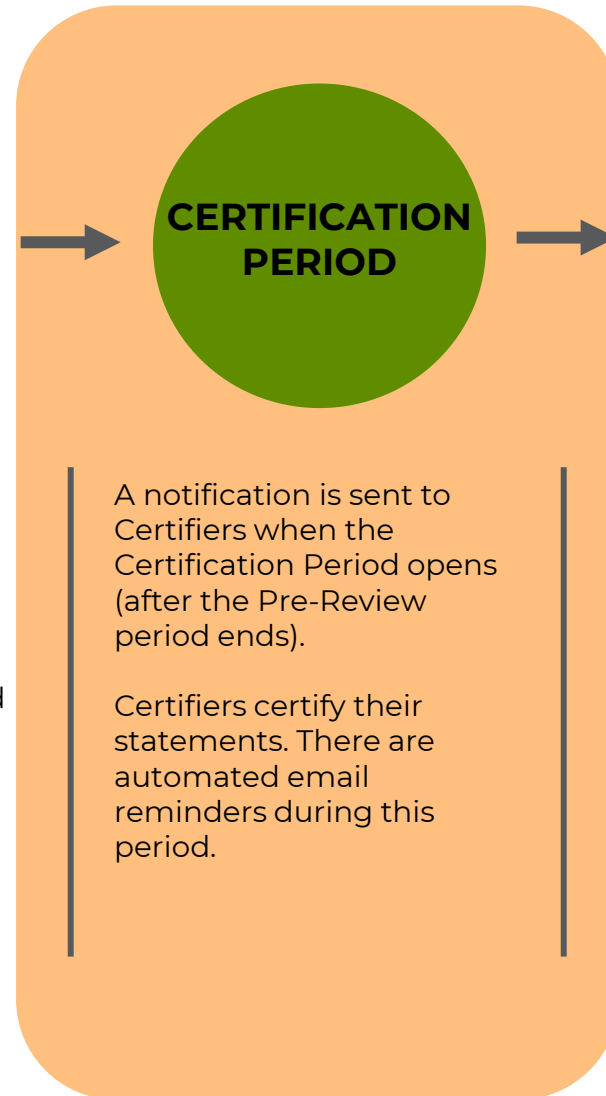 CERTIFICATION
PERIOD
A notification is sent to
Certifiers when the
Certification Period opens
(after the Pre-Review
period ends).
Certifiers certify their
statements. There are
automated email
reminders during this
period.